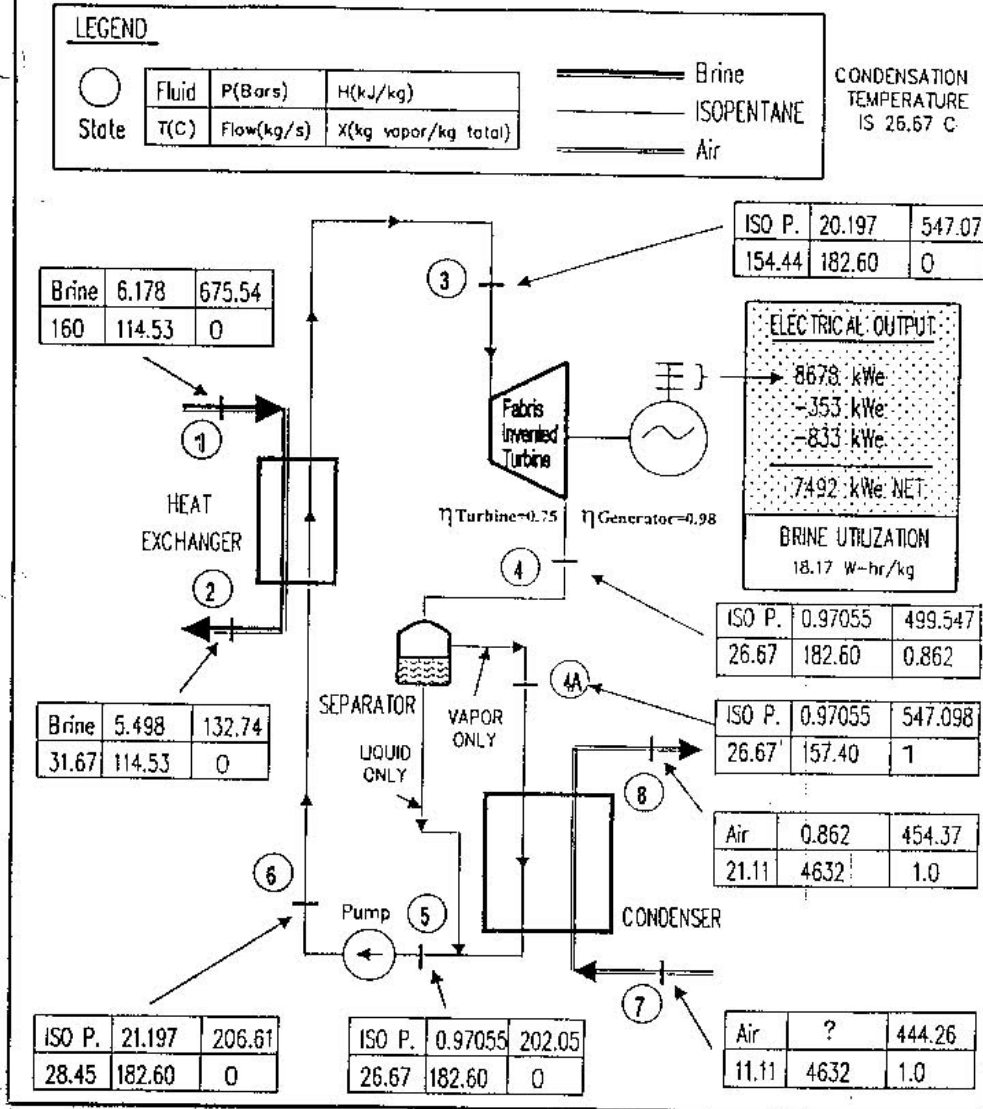 LEGEND
State
Fluid P(Bars) H(kJ/kg)
T(C) Flow(kg/s) X(kg vapor/kg total)
Brine
ISOPENTANE
Air
CONDENSATION
TEMPERATURE
IS 26.67 C
ISO P. 20.197 547.07
154.44 182.60 0
3
Brine 6.178 675.54
160 114.53 0
1
HEAT
EXCHANGER
2
Brine 5.498 132.74
31.67 114.53 0
Fabris
Invented
Turbine
ηTurbine=0.75 ηGenerator=0.98
ELECTRICAL OUTPUT
8678 kWe
-353 kWe
-833 kWe
7492 kWe NET
BRINE UTILIZATION
18.17 W-hr/kg
4
ISO P. 0.97055 499.547
26.67 182.60 0.862
SEPARATOR
VAPOR
ONLY
LIQUID
ONLY
4A
ISO P. 0.97055 547.098
26.67 157.40 1
8
Air 0.862 454.37
21.11 4632 1.0
CONDENSER
7
Air ? 444.26
11.11 4632 1.0
6
Pump
5
ISO P. 21.197 206.61
28.45 182.60 0
ISO P. 0.97055 202.05
26.67 182.60 0